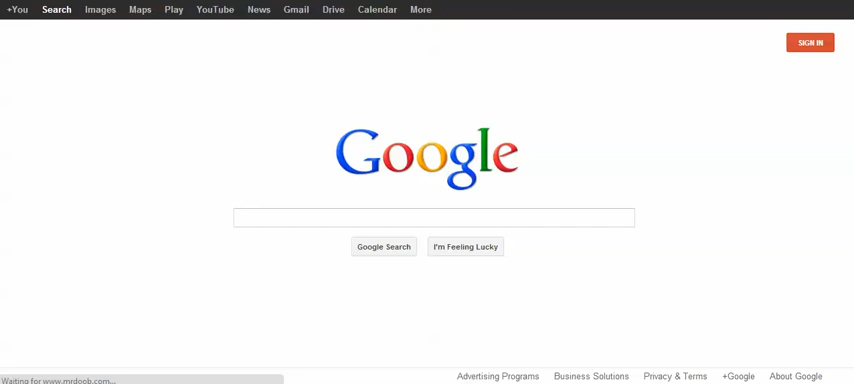 +You Search Images Maps Play YouTube News Gmail Drive Calendar More
SIGN IN
Google
Google Search I'm Feeling Lucky
Advertising Programs Business Solutions Privacy & Terms +Google About Google
Waiting for www.mrdoob.com...